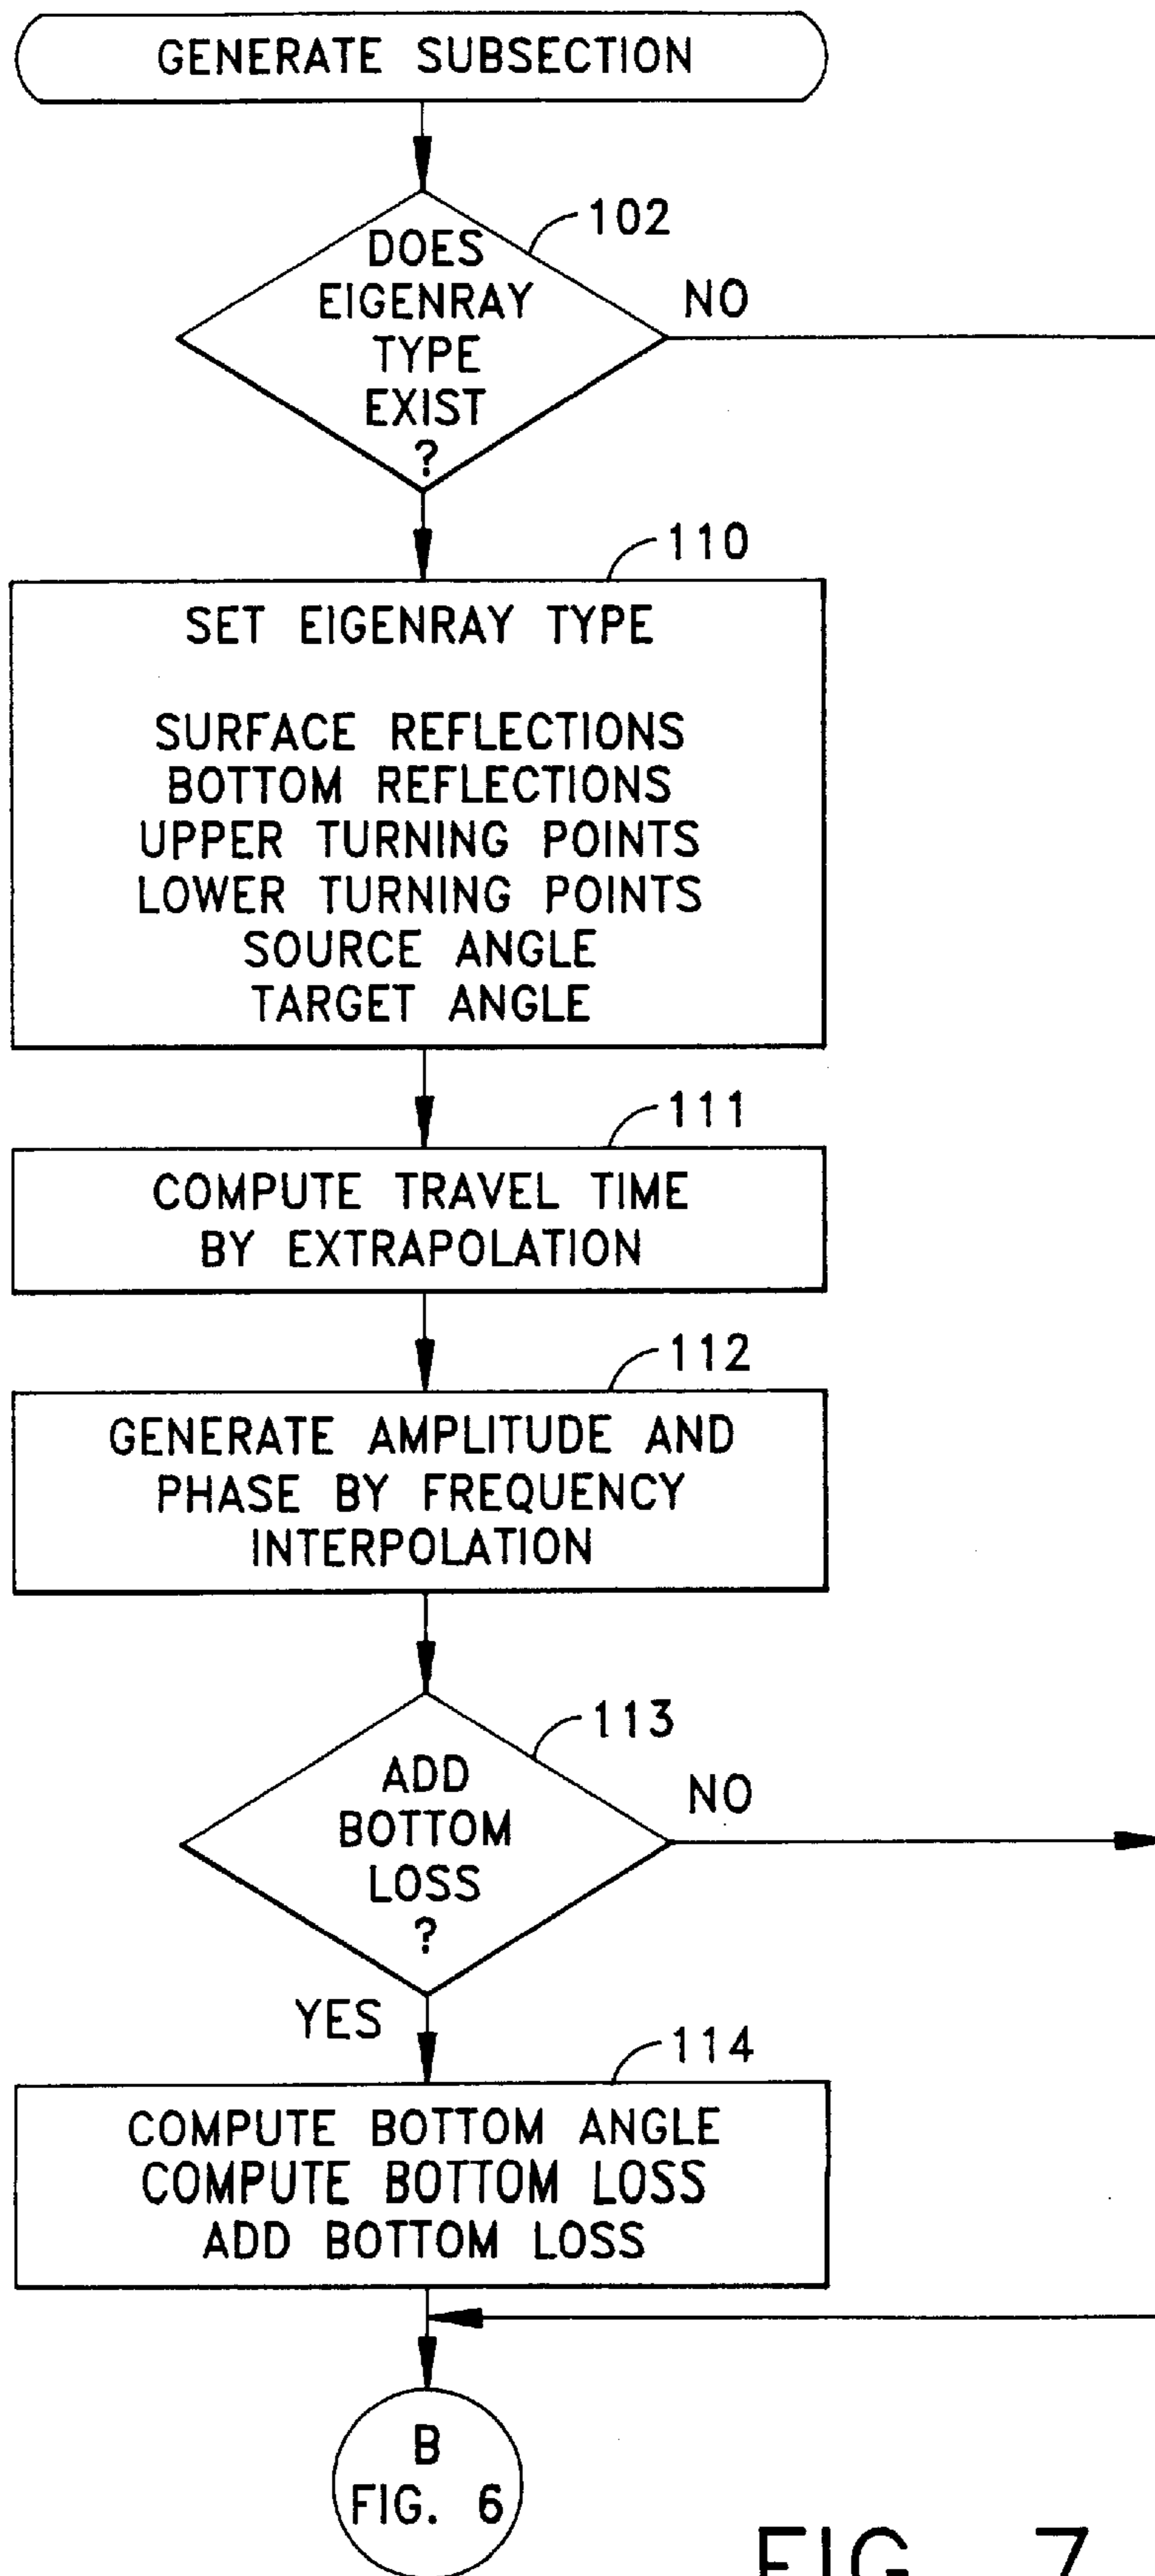 GENERATE SUBSECTION
102
DOES
EIGENRAY
TYPE
EXIST
?
NO
110
SET EIGENRAY TYPE
SURFACE REFLECTIONS
BOTTOM REFLECTIONS
UPPER TURNING POINTS
LOWER TURNING POINTS
SOURCE ANGLE
TARGET ANGLE
111
COMPUTE TRAVEL TIME
BY EXTRAPOLATION
112
GENERATE AMPLITUDE AND
PHASE BY FREQUENCY
INTERPOLATION
113
ADD
BOTTOM
LOSS
?
NO
YES
114
COMPUTE BOTTOM ANGLE
COMPUTE BOTTOM LOSS
ADD BOTTOM LOSS
B
FIG. 6
FIG. 7